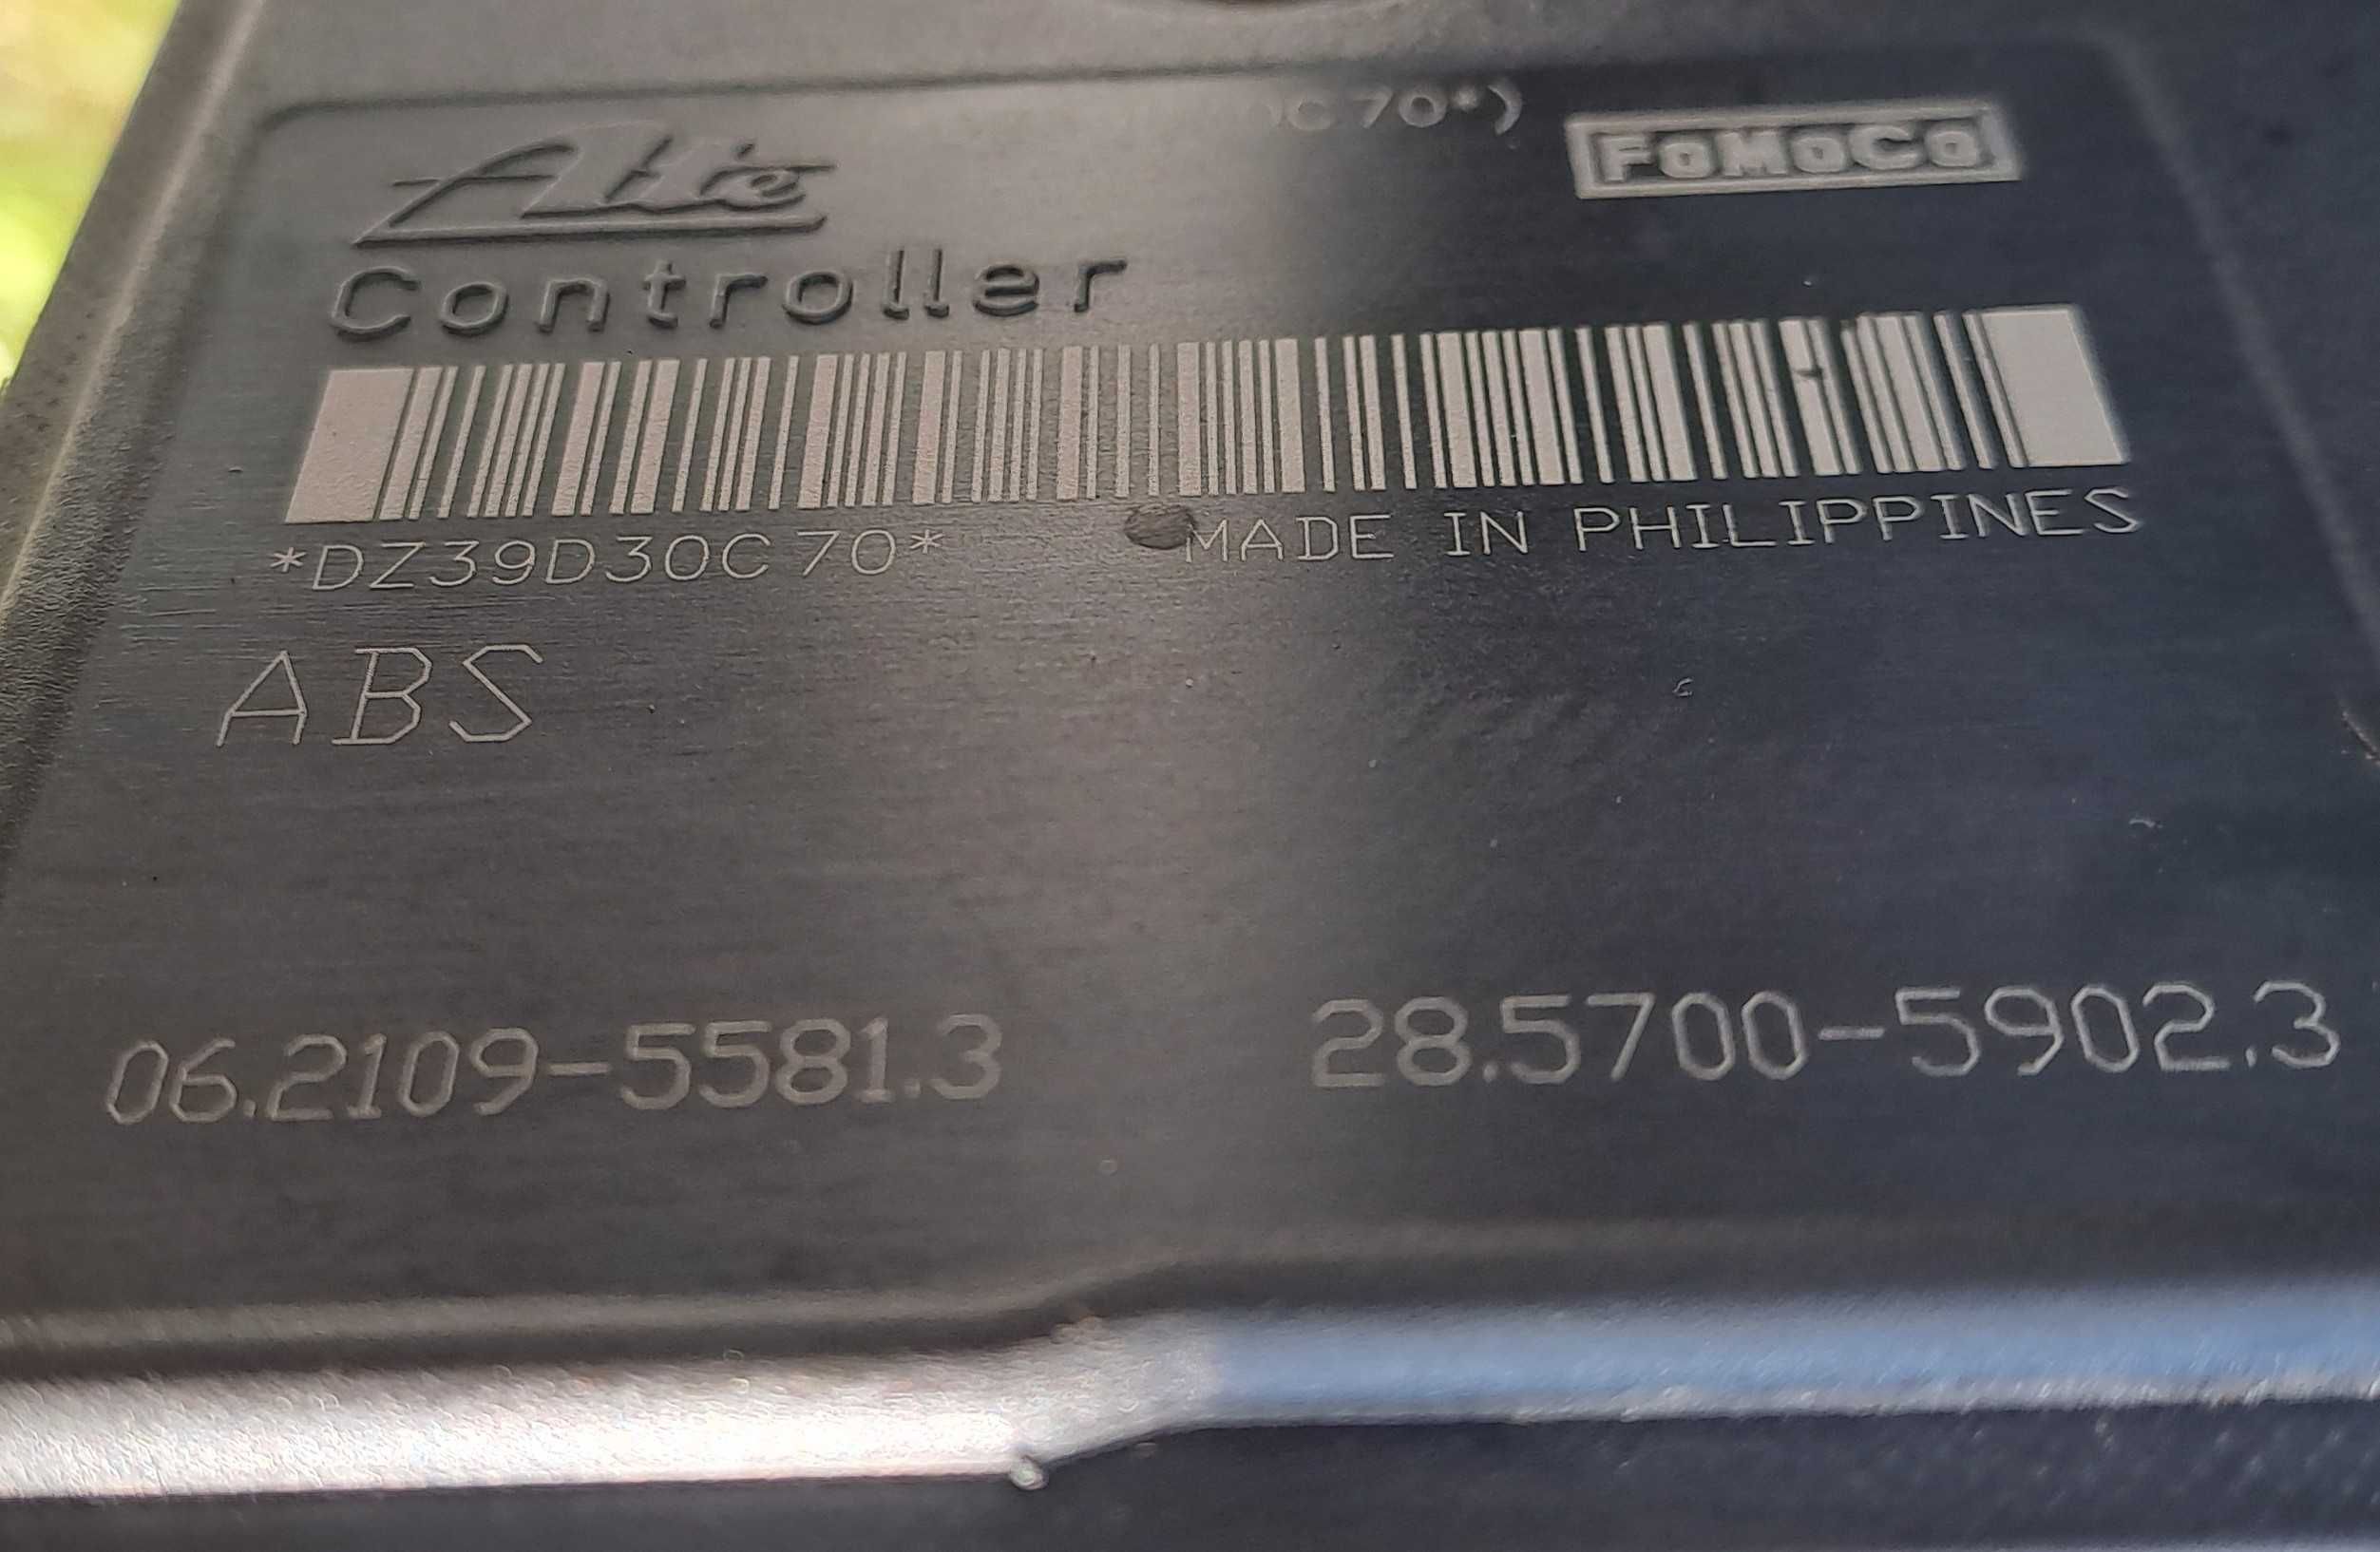 C70*)
Ate
FoMoCo
Controller
*DZ39D30C70*
MADE IN PHILIPPINES
ABS
06.2109-5581.3
28.5700-5902.3